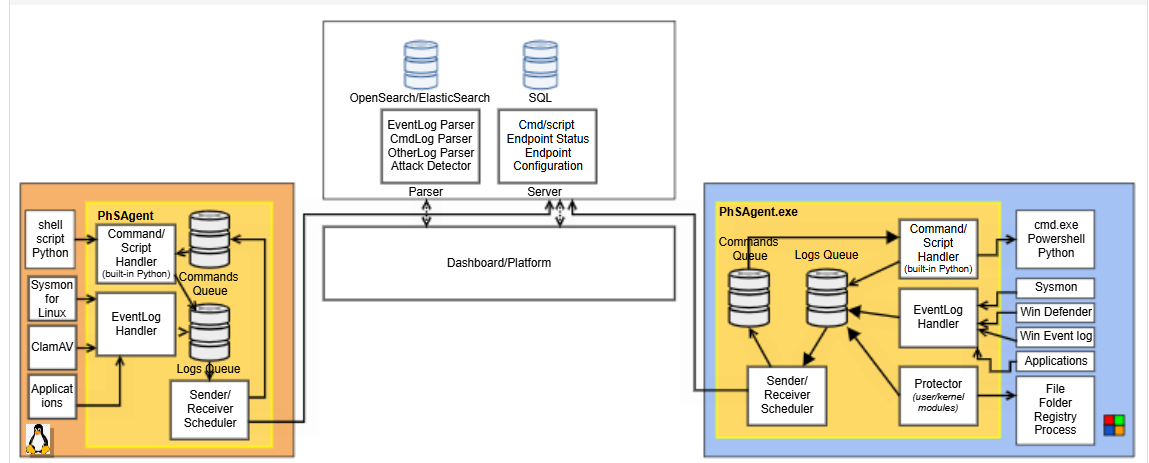 OpenSearch/ElasticSearch
SQL
EventLog Parser
CmdLog Parser
OtherLog Parser
Attack Detector
Cmd/script
Endpoint Status
Endpoint
Configuration
Parser
Server
Dashboard/Platform
PhSAgent
shell
script
Python
Command/
Script
Handler
(built-in Python)
Commands
Queue
Sysmon
for
Linux
EventLog
Handler
ClamAV
Logs Queue
Applicat
ions
Sender/
Receiver
Scheduler
PhSAgent.exe
Commands
Queue
Logs Queue
Command/
Script
Handler
(built-in Python)
cmd.exe
Powershell
Python
EventLog
Handler
Sysmon
Win Defender
Win Event log
Applications
Sender/
Receiver
Scheduler
Protector
(user/kernel
modules)
File
Folder
Registry
Process